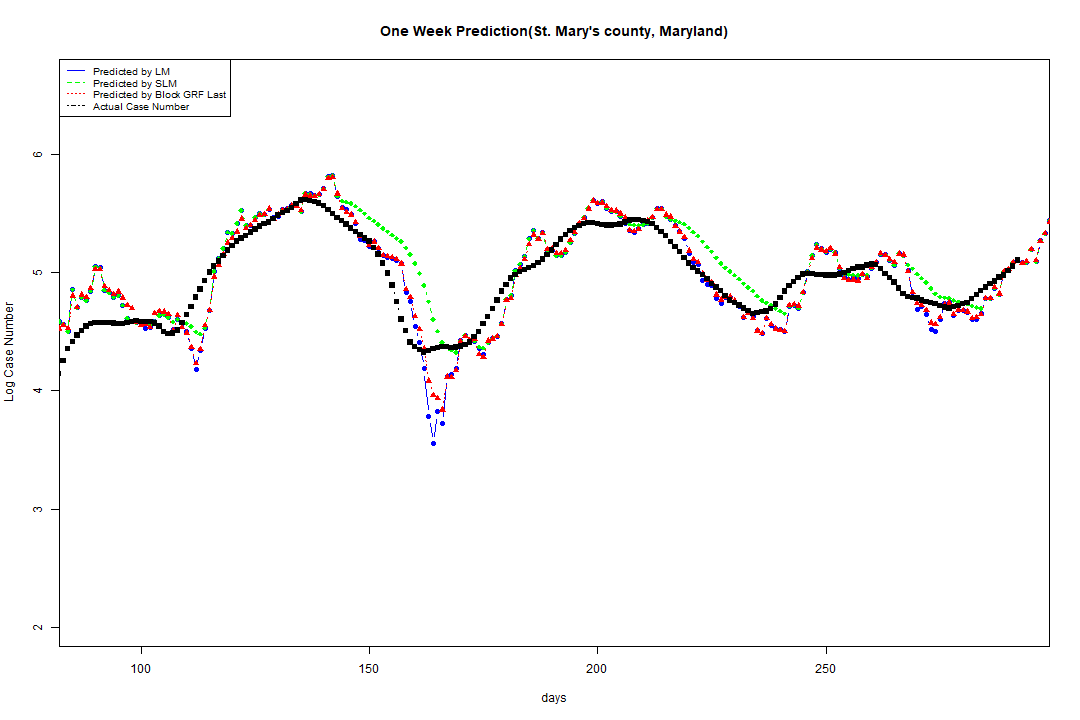 One Week Prediction(St. Mary's county, Maryland)
Predicted by LM
Predicted by SLM
Predicted by Block GRF Last
Actual Case Number
6
5
4
3
2
Log Case Number
100 150 200 250
days